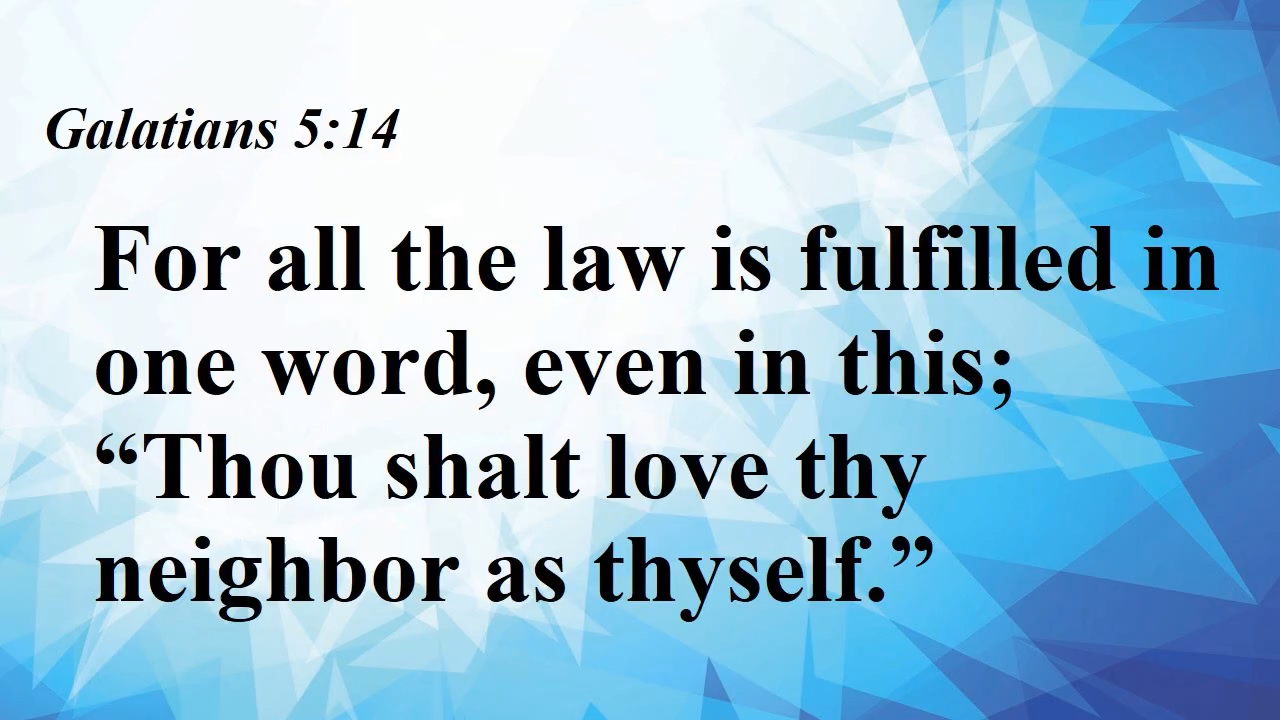 Galatians 5:14
For all the law is fulfilled in
one word, even in this;
“Thou shalt love thy
neighbor as thyself.”